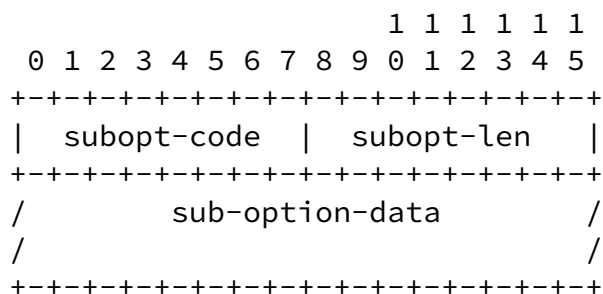 1 1 1 1 1 1
 0 1 2 3 4 5 6 7 8 9 0 1 2 3 4 5
+-+-+-+-+-+-+-+-+-+-+-+-+-+-+-+-+
|  subopt-code  |  subopt-len   |
+-+-+-+-+-+-+-+-+-+-+-+-+-+-+-+-+
/        sub-option-data        /
/                               /
+-+-+-+-+-+-+-+-+-+-+-+-+-+-+-+-+